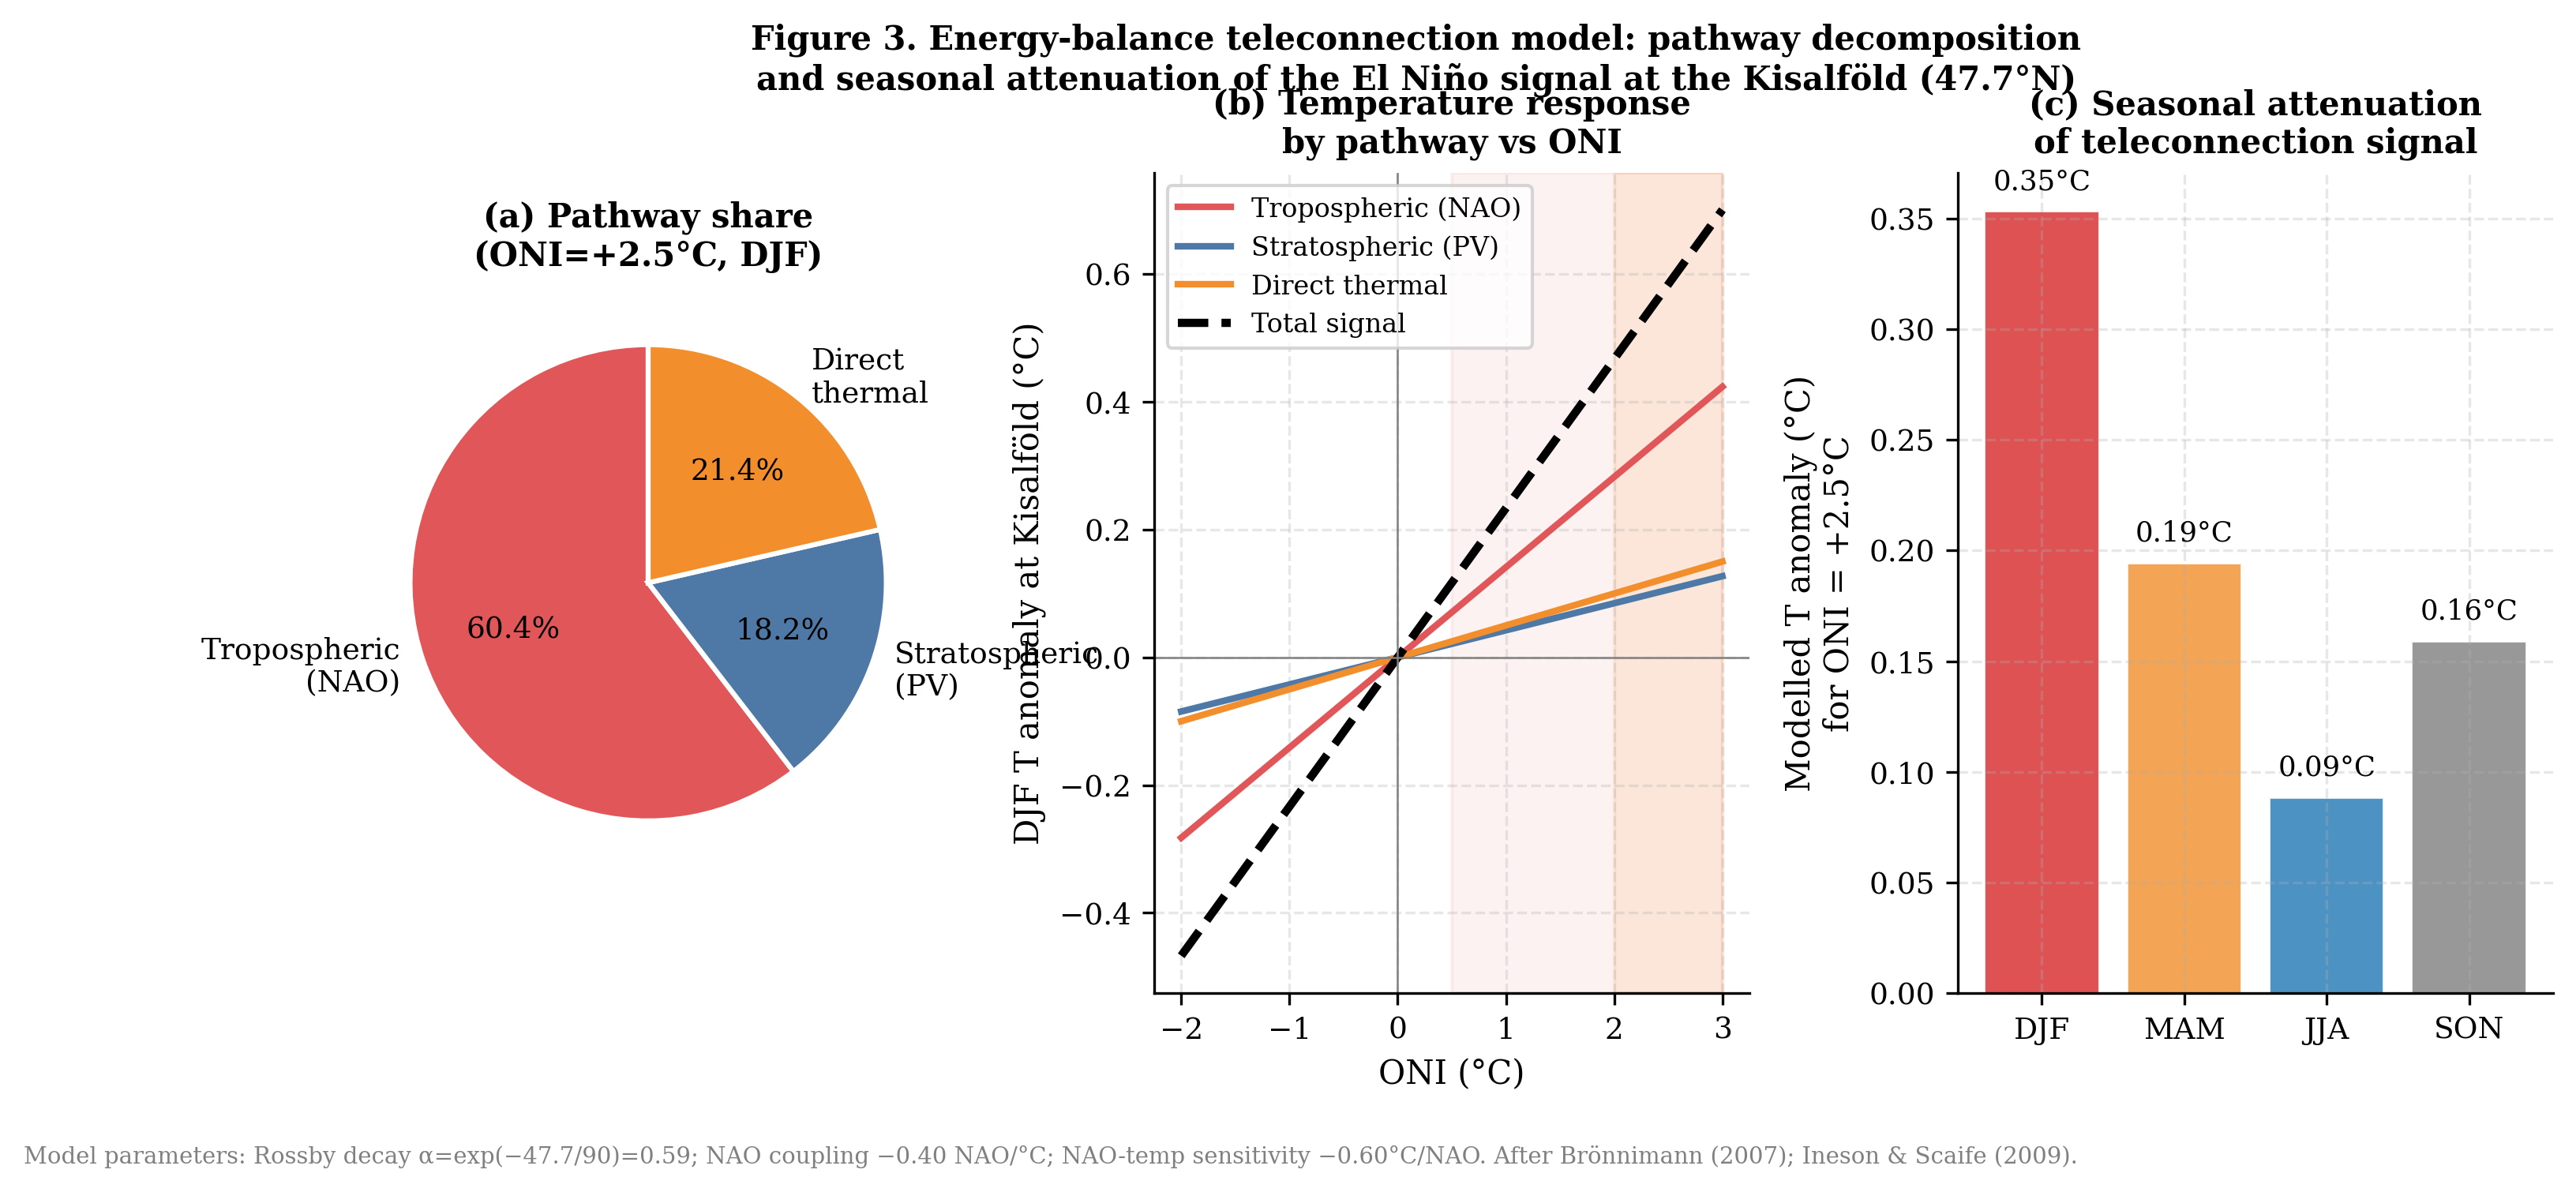 Figure 3. Energy-balance teleconnection model: pathway decomposition
and seasonal attenuation of the El Niño signal at the Kisalföld (47.7°N)
(a) Pathway share
(ONI=+2.5°C, DJF)
Direct
thermal
21.4%
60.4%
18.2%
Tropospheric
(NAO)
Stratospheric
(PV)
(b) Temperature response
by pathway vs ONI
DJF T anomaly at Kisalföld (°C)
Tropospheric (NAO)
Stratospheric (PV)
Direct thermal
Total signal
0.6
0.4
0.2
0.0
−0.2
−0.4
−2 −1 0 1 2 3
ONI (°C)
(c) Seasonal attenuation
of teleconnection signal
Modelled T anomaly (°C)
for ONI = +2.5°C
0.35
0.30
0.25
0.20
0.15
0.10
0.05
0.00
0.35°C
0.19°C
0.09°C
0.16°C
DJF MAM JJA SON
Model parameters: Rossby decay α=exp(−47.7/90)=0.59; NAO coupling −0.40 NAO/°C; NAO-temp sensitivity −0.60°C/NAO. After Brönnimann (2007); Ineson & Scaife (2009).